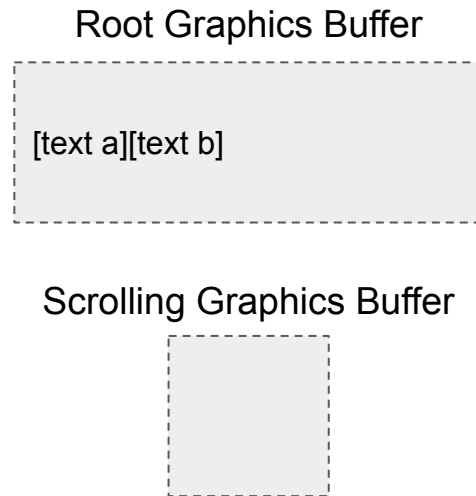 Root Graphics Buffer
[text a][text b]
Scrolling Graphics Buffer